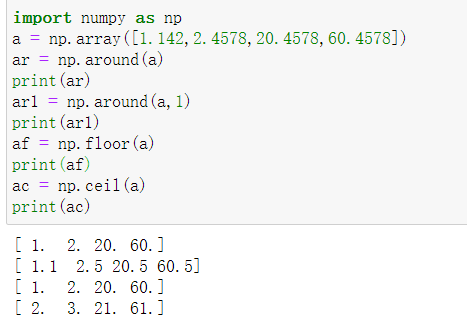 import numpy as np
a = np.array([1.142,2.4578,20.4578,60.4578])
ar = np.around(a)
print(ar)
ar1 = np.around(a,1)
print(ar1)
af = np.floor(a)
print(af)
ac = np.ceil(a)
print(ac)
[ 1.  2. 20. 60.]
[ 1.1  2.5 20.5 60.5]
[ 1.  2. 20. 60.]
[ 2.  3. 21. 61.]